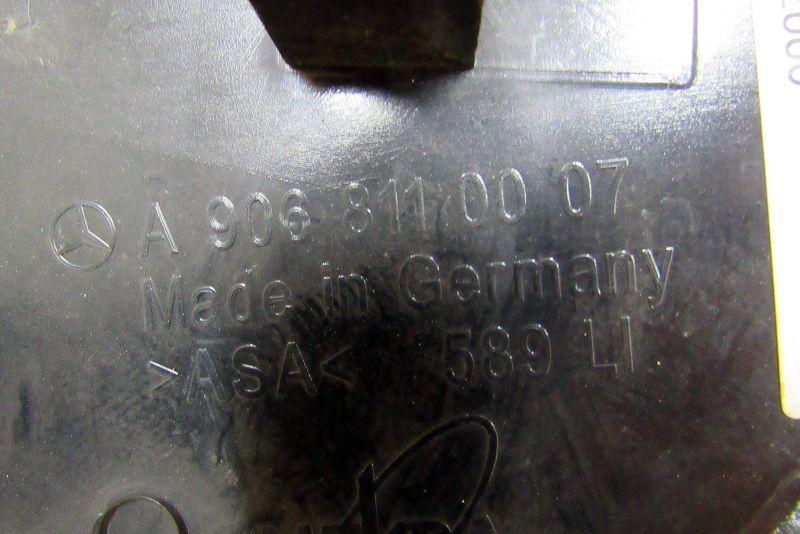 A 906 811 00 07
Made in Germany
>ASA< 589 LI